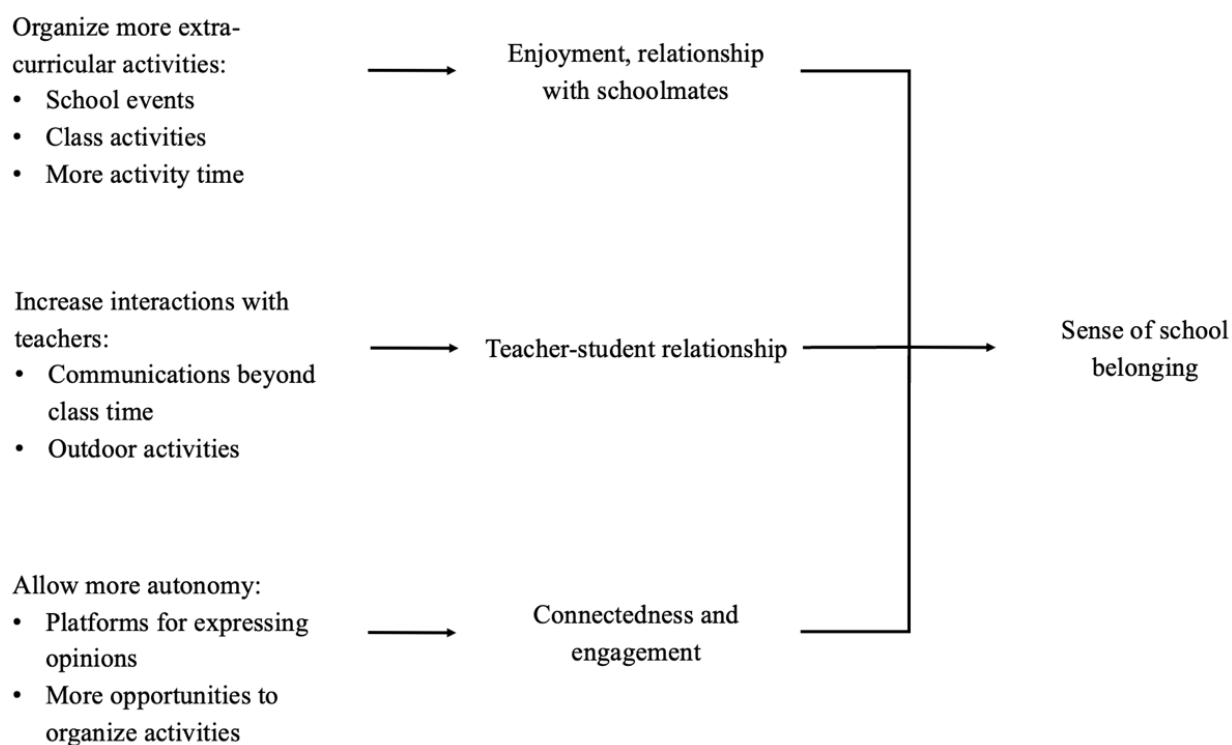 Organize more extra-
curricular activities:
• School events
• Class activities
• More activity time
Enjoyment, relationship
with schoolmates
Increase interactions with
teachers:
• Communications beyond
class time
• Outdoor activities
Teacher-student relationship
Sense of school
belonging
Allow more autonomy:
• Platforms for expressing
opinions
• More opportunities to
organize activities
Connectedness and
engagement